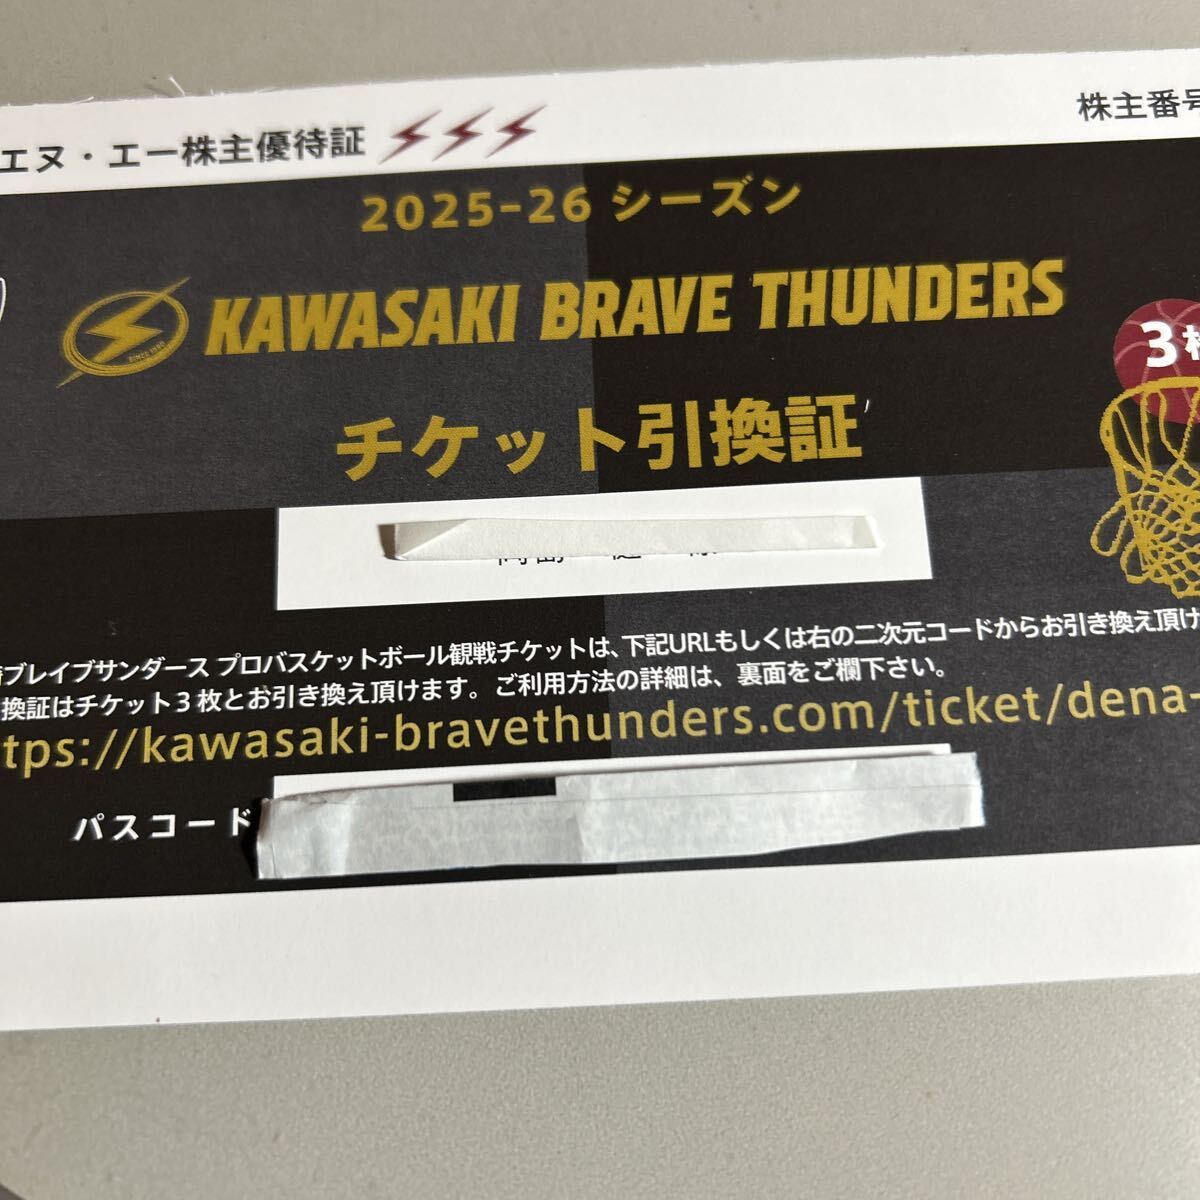 エヌ・エー株主優待証
株主番号
2025-26 シーズン
SINCE 1950
KAWASAKI BRAVE THUNDERS
3枚
チケット引換証
ブレイブサンダース プロバスケットボール観戦チケットは、下記URLもしくは右の二次元コードからお引き換え頂け
換証はチケット3枚とお引き換え頂けます。ご利用方法の詳細は、裏面をご欄下さい。
tps://kawasaki-bravethunders.com/ticket/dena-
パスコード